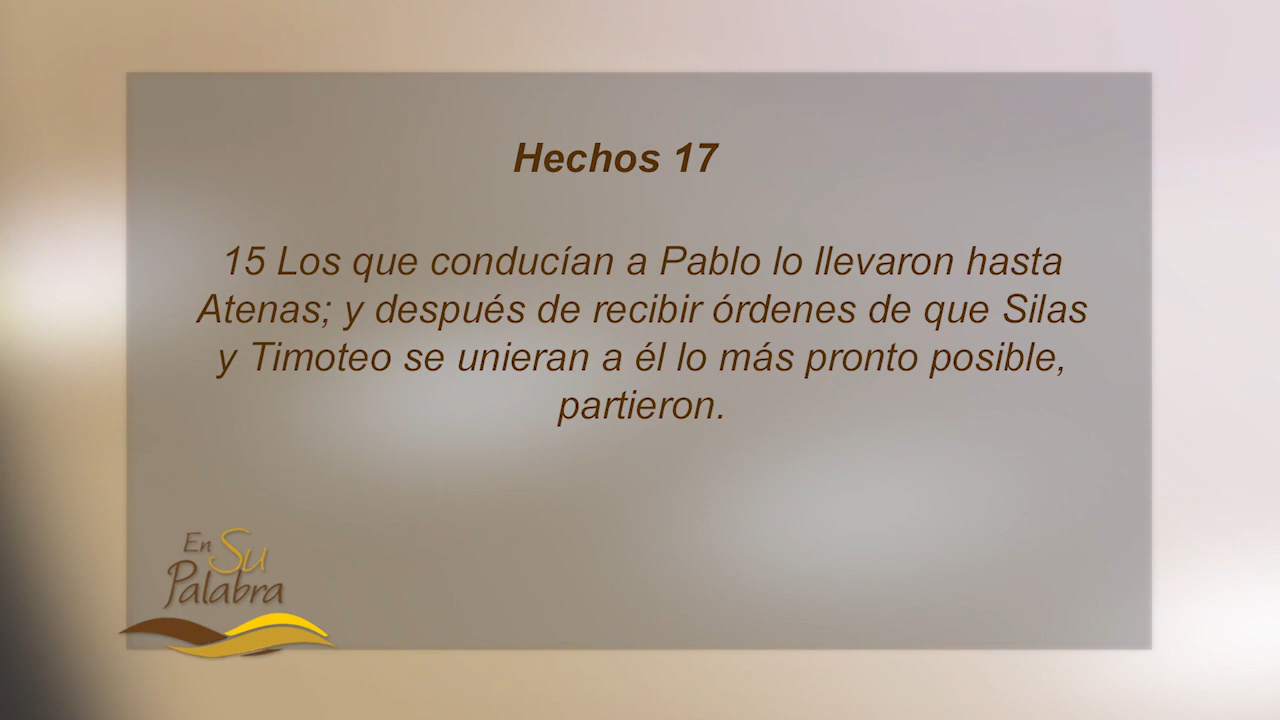 Hechos 17
15 Los que conducían a Pablo lo llevaron hasta
Atenas; y después de recibir órdenes de que Silas
y Timoteo se unieran a él lo más pronto posible,
partieron.
En Su
Palabra